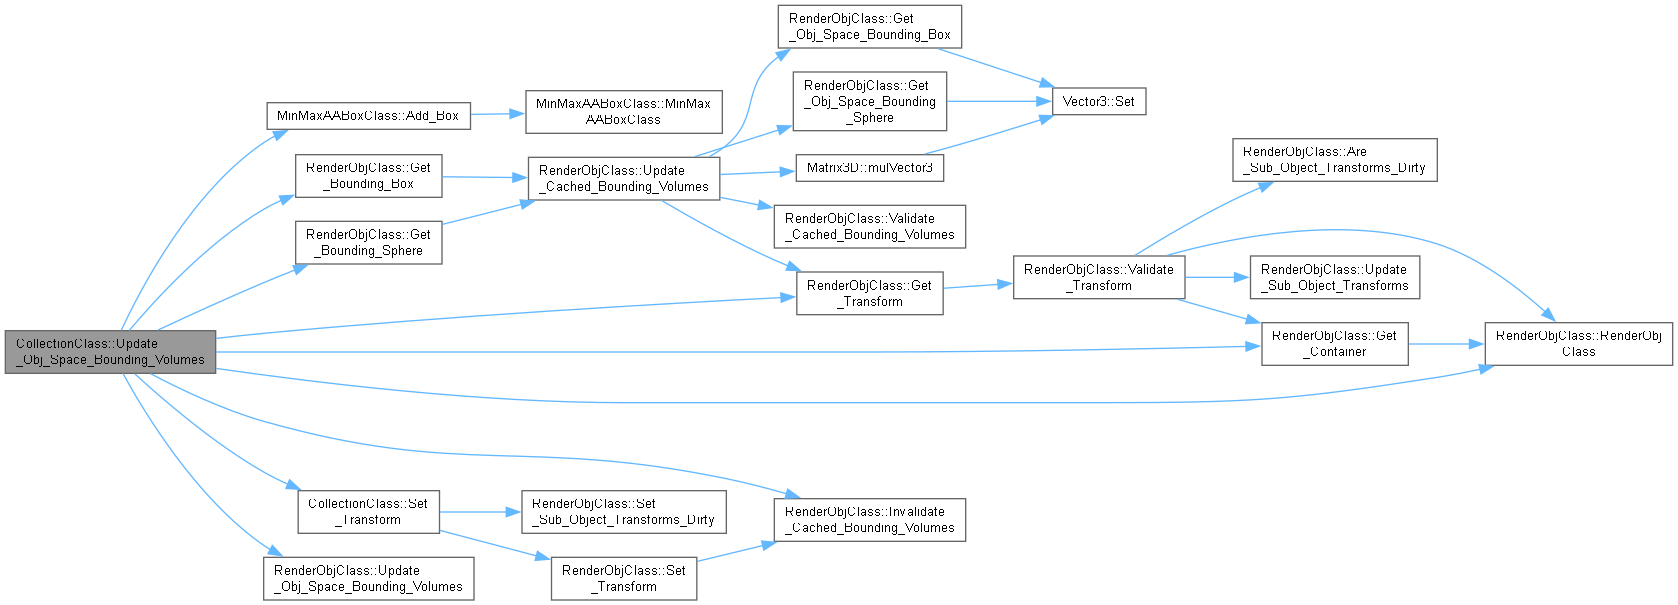 RenderObjClass::Get
_Obj_Space_Bounding_Box
RenderObjClass::Get
_Obj_Space_Bounding
_Sphere
Vector3::Set
MinMaxAABoxClass::Add_Box
MinMaxAABoxClass::MinMax
AABoxClass
RenderObjClass::Get
_Bounding_Box
RenderObjClass::Update
_Cached_Bounding_Volumes
Matrix3D::mulVector3
RenderObjClass::Are
_Sub_Object_Transforms_Dirty
RenderObjClass::Get
_Bounding_Sphere
RenderObjClass::Validate
_Cached_Bounding_Volumes
RenderObjClass::Get
_Transform
RenderObjClass::Validate
_Transform
RenderObjClass::Update
_Sub_Object_Transforms
CollectionClass::Update
_Obj_Space_Bounding_Volumes
RenderObjClass::Get
_Container
RenderObjClass::RenderObj
Class
CollectionClass::Set
_Transform
RenderObjClass::Set
_Sub_Object_Transforms_Dirty
RenderObjClass::Invalidate
_Cached_Bounding_Volumes
RenderObjClass::Update
_Obj_Space_Bounding_Volumes
RenderObjClass::Set
_Transform